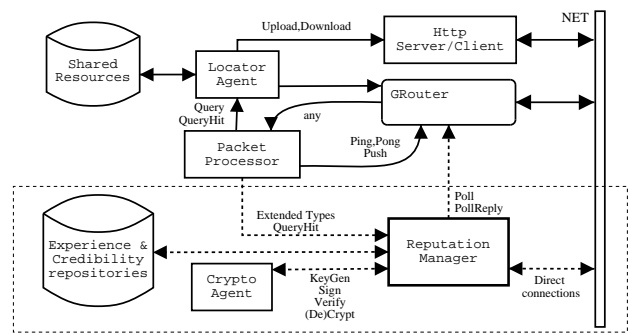 NET
Upload,Download
Http
Server/Client
Shared
Resources
Locator
Agent
GRouter
Query
QueryHit
any
Packet
Processor
Ping,Pong
Push
Poll
PollReply
Extended Types
QueryHit
Experience &
Credibility
repositories
Reputation
Manager
Crypto
Agent
KeyGen
Sign
Verify
(De)Crypt
Direct
connections